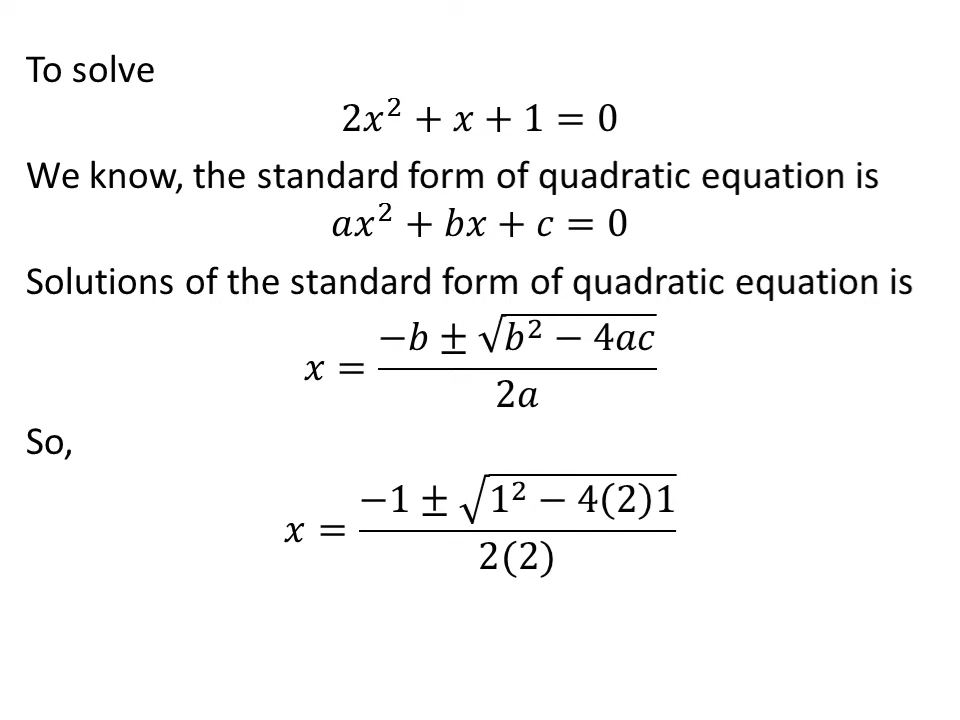 To solve
2x² + x + 1 = 0
We know, the standard form of quadratic equation is
ax² + bx + c = 0
Solutions of the standard form of quadratic equation is
x = (−b ± √(b² − 4ac)) / 2a
So,
x = (−1 ± √(1² − 4(2)1)) / 2(2)